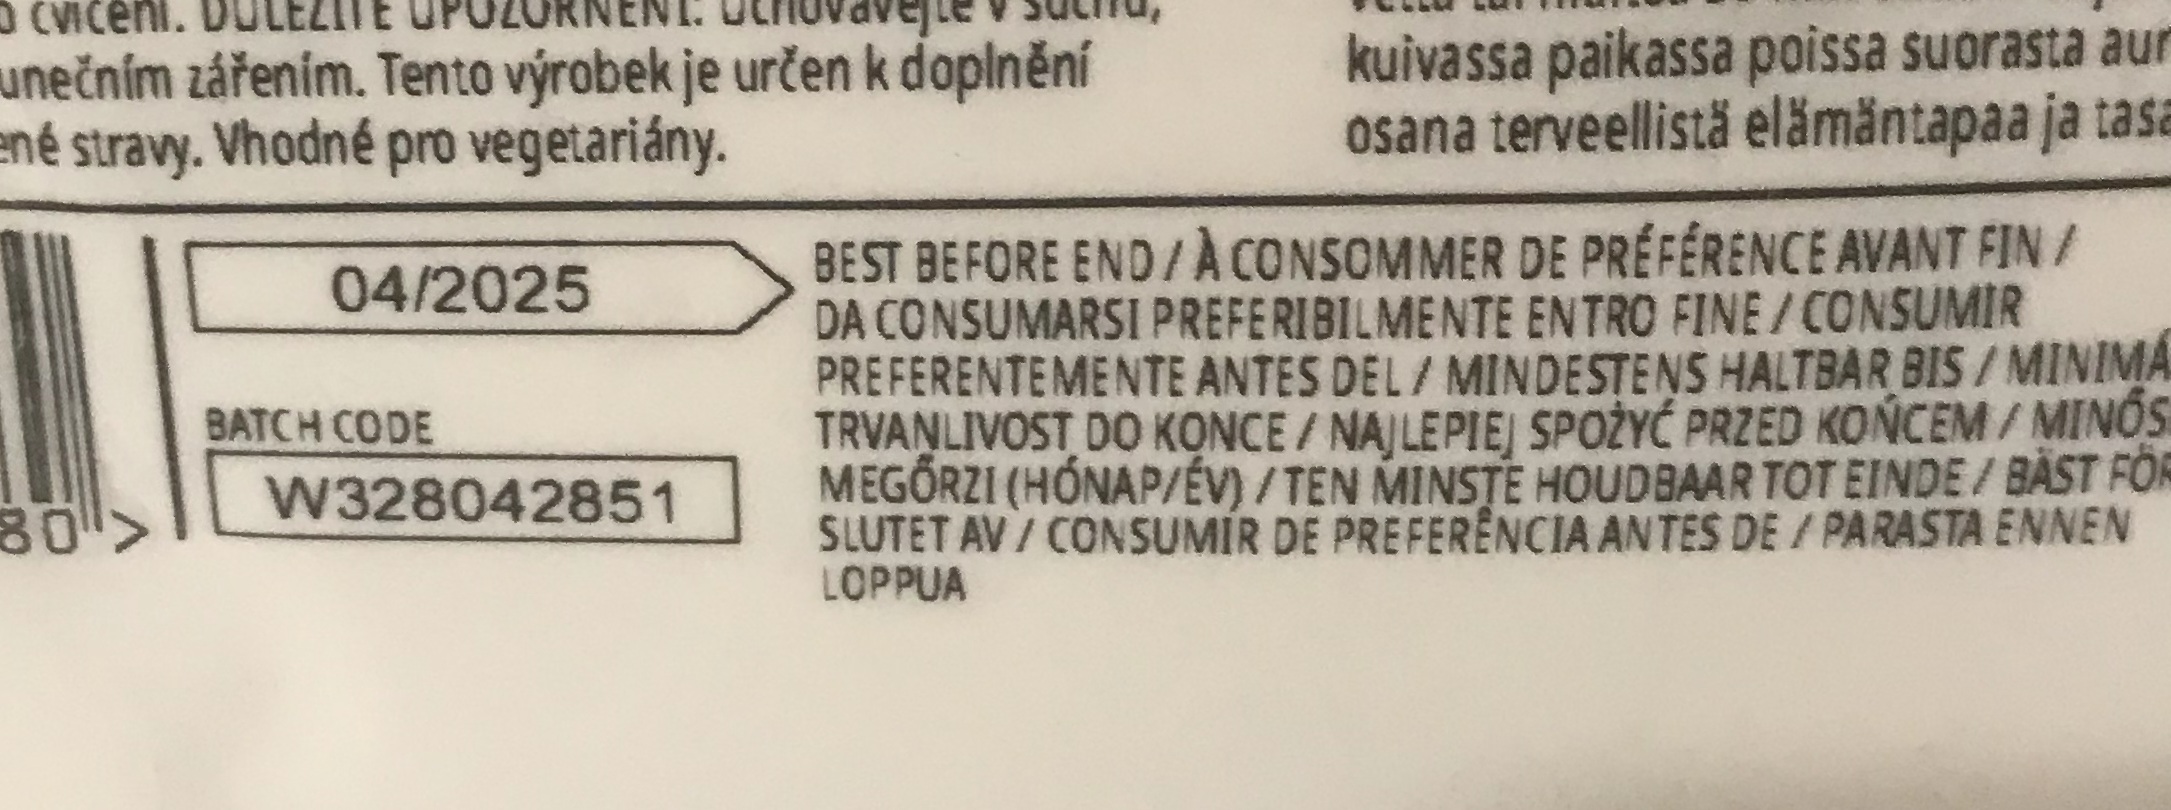 cvičení. DŮLEŽITÉ UPOZORNĚNÍ: Uchovávejte v suchu,
zářením. Tento výrobek je určen k doplnění
stravy. Vhodné pro vegetariány.
kuivassa paikassa poissa suorasta
osana terveellistä elämäntapaa ja
80 >
04/2025
BATCH CODE
W328042851
BEST BEFORE END / À CONSOMMER DE PRÉFÉRENCE AVANT FIN /
DA CONSUMARSI PREFERIBILMENTE ENTRO FINE / CONSUMIR
PREFERENTEMENTE ANTES DEL / MINDESTENS HALTBAR BIS / MINIMÁ
TRVANLIVOST DO KONCE / NAJLEPIEJ SPOŻYĆ PRZED KOŃCEM / MINŐS
MEGŐRZI (HÓNAP/ÉV) / TEN MINSTE HOUDBAAR TOT EINDE / BÄST FÖR
SLUTET AV / CONSUMIR DE PREFERÊNCIA ANTES DE / PARASTA ENNEN
LOPPUA